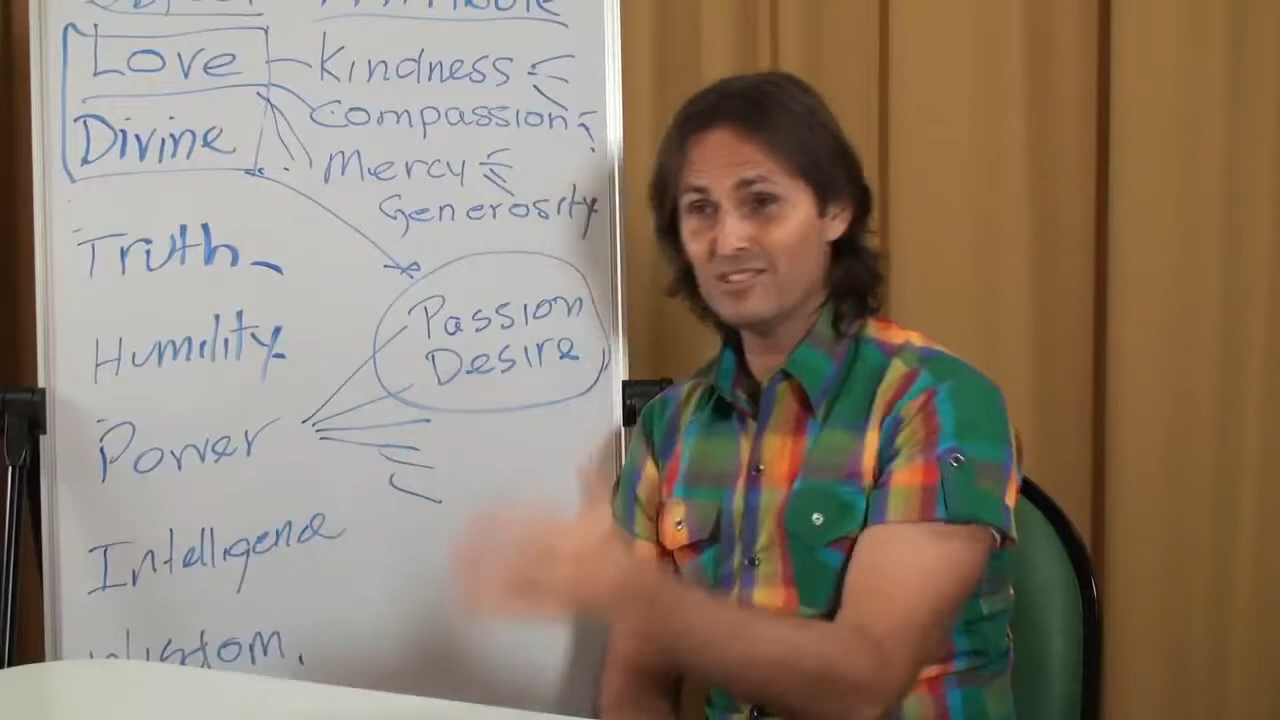 Love
Divine
Truth
Humility
Power
Intelligence
Wisdom.
Kindness
Compassion
Mercy
Generosity
Passion
Desire